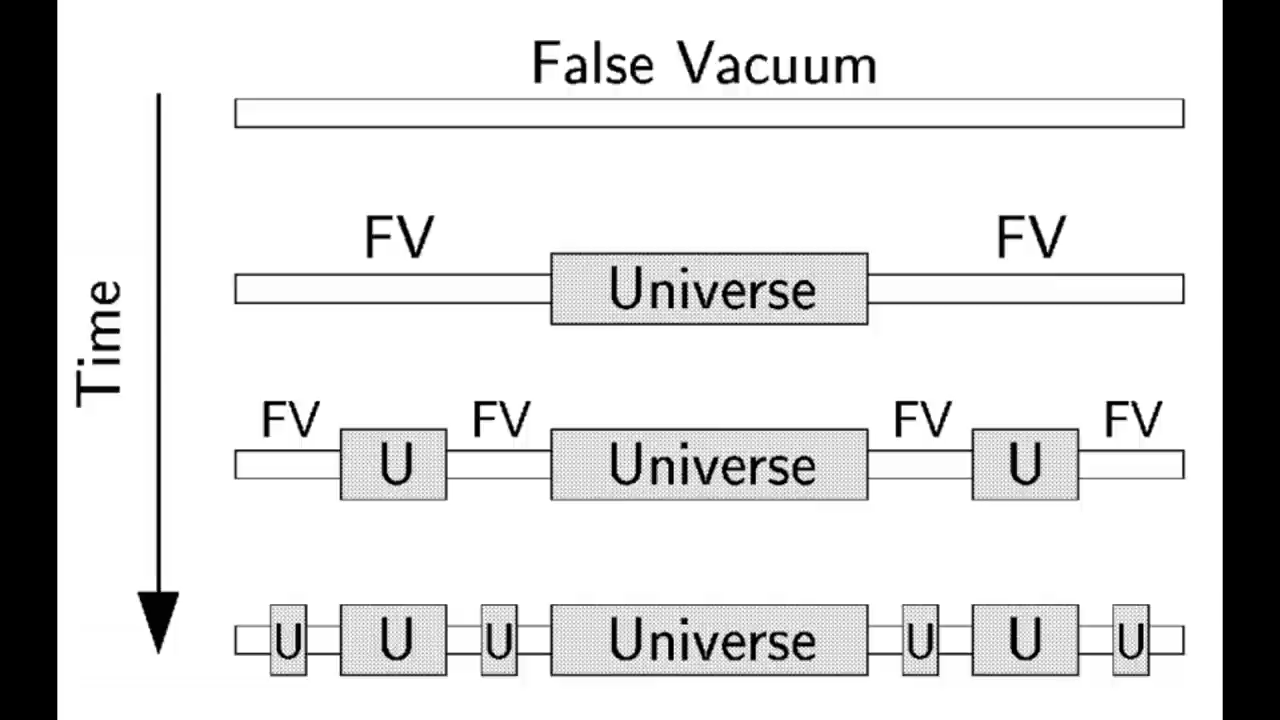 False Vacuum
FV FV
Universe
FV FV FV FV
U Universe U
U U U Universe U U U
Time